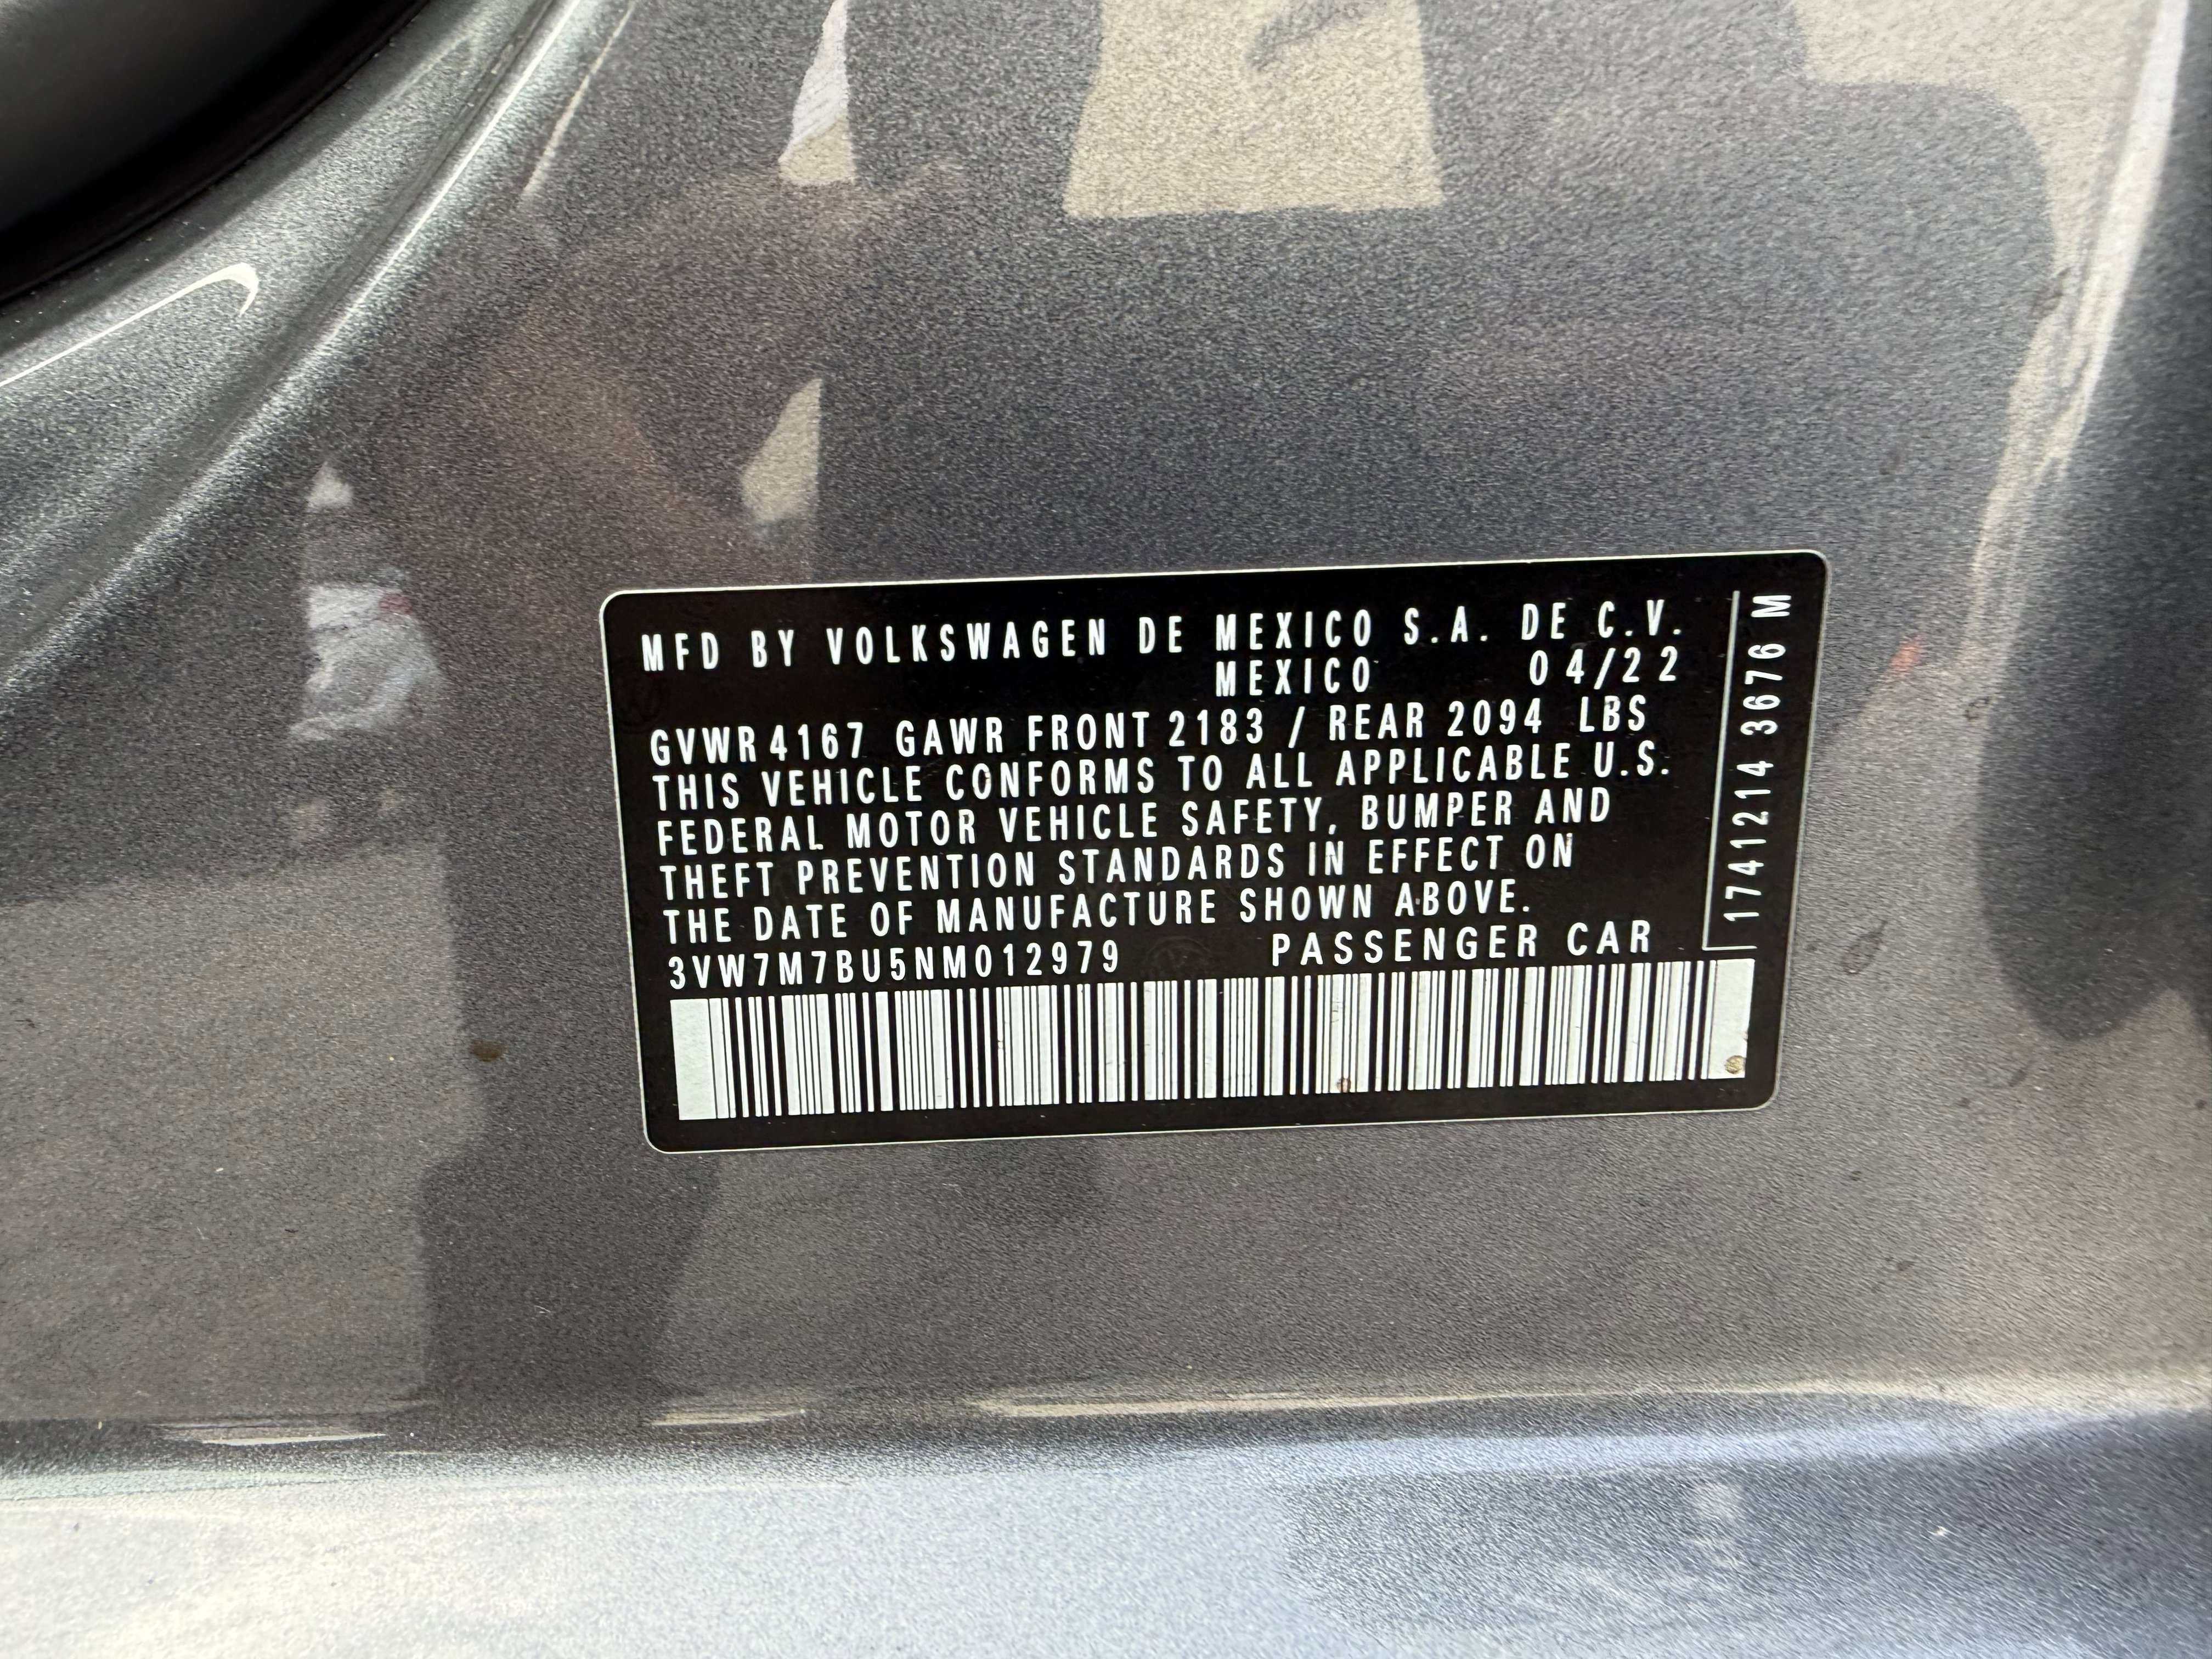 MFD BY VOLKSWAGEN DE MEXICO S.A. DE C.V.
MEXICO 04/22
GVWR 4167 GAWR FRONT 2183 / REAR 2094 LBS
THIS VEHICLE CONFORMS TO ALL APPLICABLE U.S.
FEDERAL MOTOR VEHICLE SAFETY, BUMPER AND
THEFT PREVENTION STANDARDS IN EFFECT ON
THE DATE OF MANUFACTURE SHOWN ABOVE.
3VW7M7BU5NM012979 PASSENGER CAR
1741214 3676 M